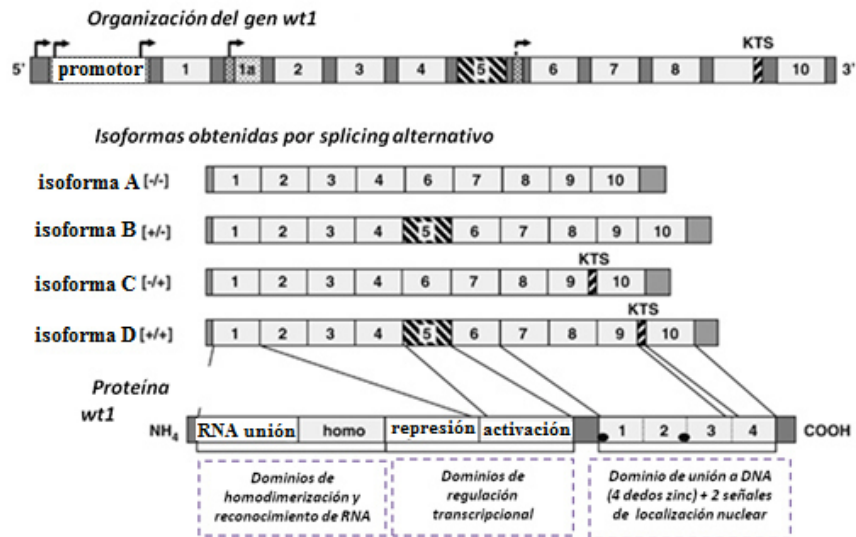 Organización del gen wt1
KTS
5' promotor 1 1a 2 3 4 5 6 7 8 10 3'
Isoformas obtenidas por splicing alternativo
isoforma A [-/-] 1 2 3 4 6 7 8 9 10
isoforma B [+/-] 1 2 3 4 5 6 7 8 9 10
KTS
isoforma C [-/+] 1 2 3 4 6 7 8 9 10
KTS
isoforma D [+/+] 1 2 3 4 5 6 7 8 9 10
Proteína
wt1
NH4 RNA unión homo represión activación 1 2 3 4 COOH
Dominios de
homodimerización y
reconocimiento de RNA
Dominios de
regulación
transcripcional
Dominio de unión a DNA
(4 dedos zinc) + 2 señales
de localización nuclear